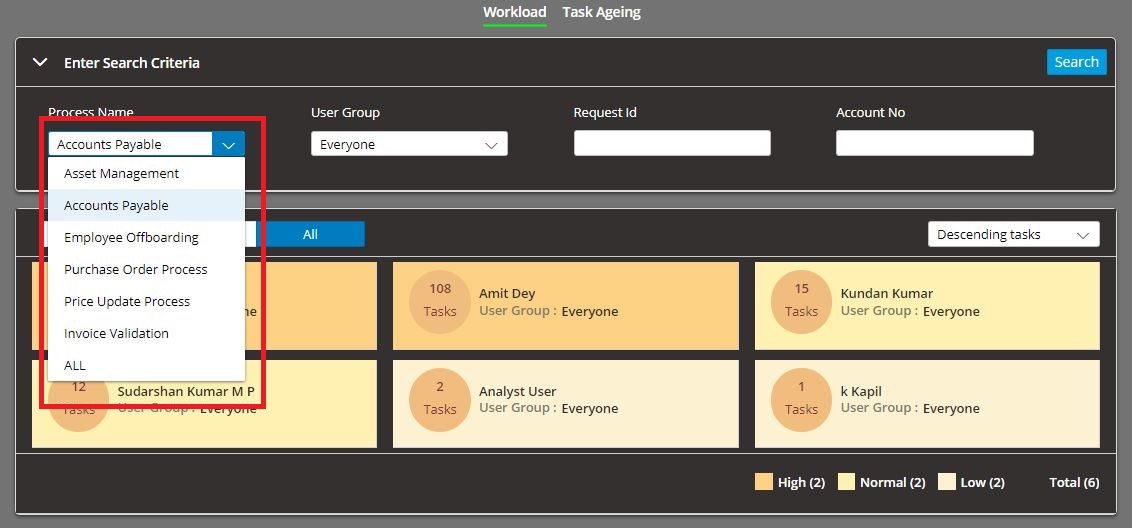 Workload Task Ageing
Enter Search Criteria Search
Process Name User Group Request Id Account No
Accounts Payable Everyone
Asset Management
Accounts Payable
Employee Offboarding
Purchase Order Process
Price Update Process
Invoice Validation
ALL
All Descending tasks
108 Tasks
Amit Dey
User Group : Everyone
15 Tasks
Kundan Kumar
User Group : Everyone
12 Tasks
Sudarshan Kumar M P
User Group : Everyone
2 Tasks
Analyst User
User Group : Everyone
1 Tasks
k Kapil
User Group : Everyone
High (2) Normal (2) Low (2) Total (6)